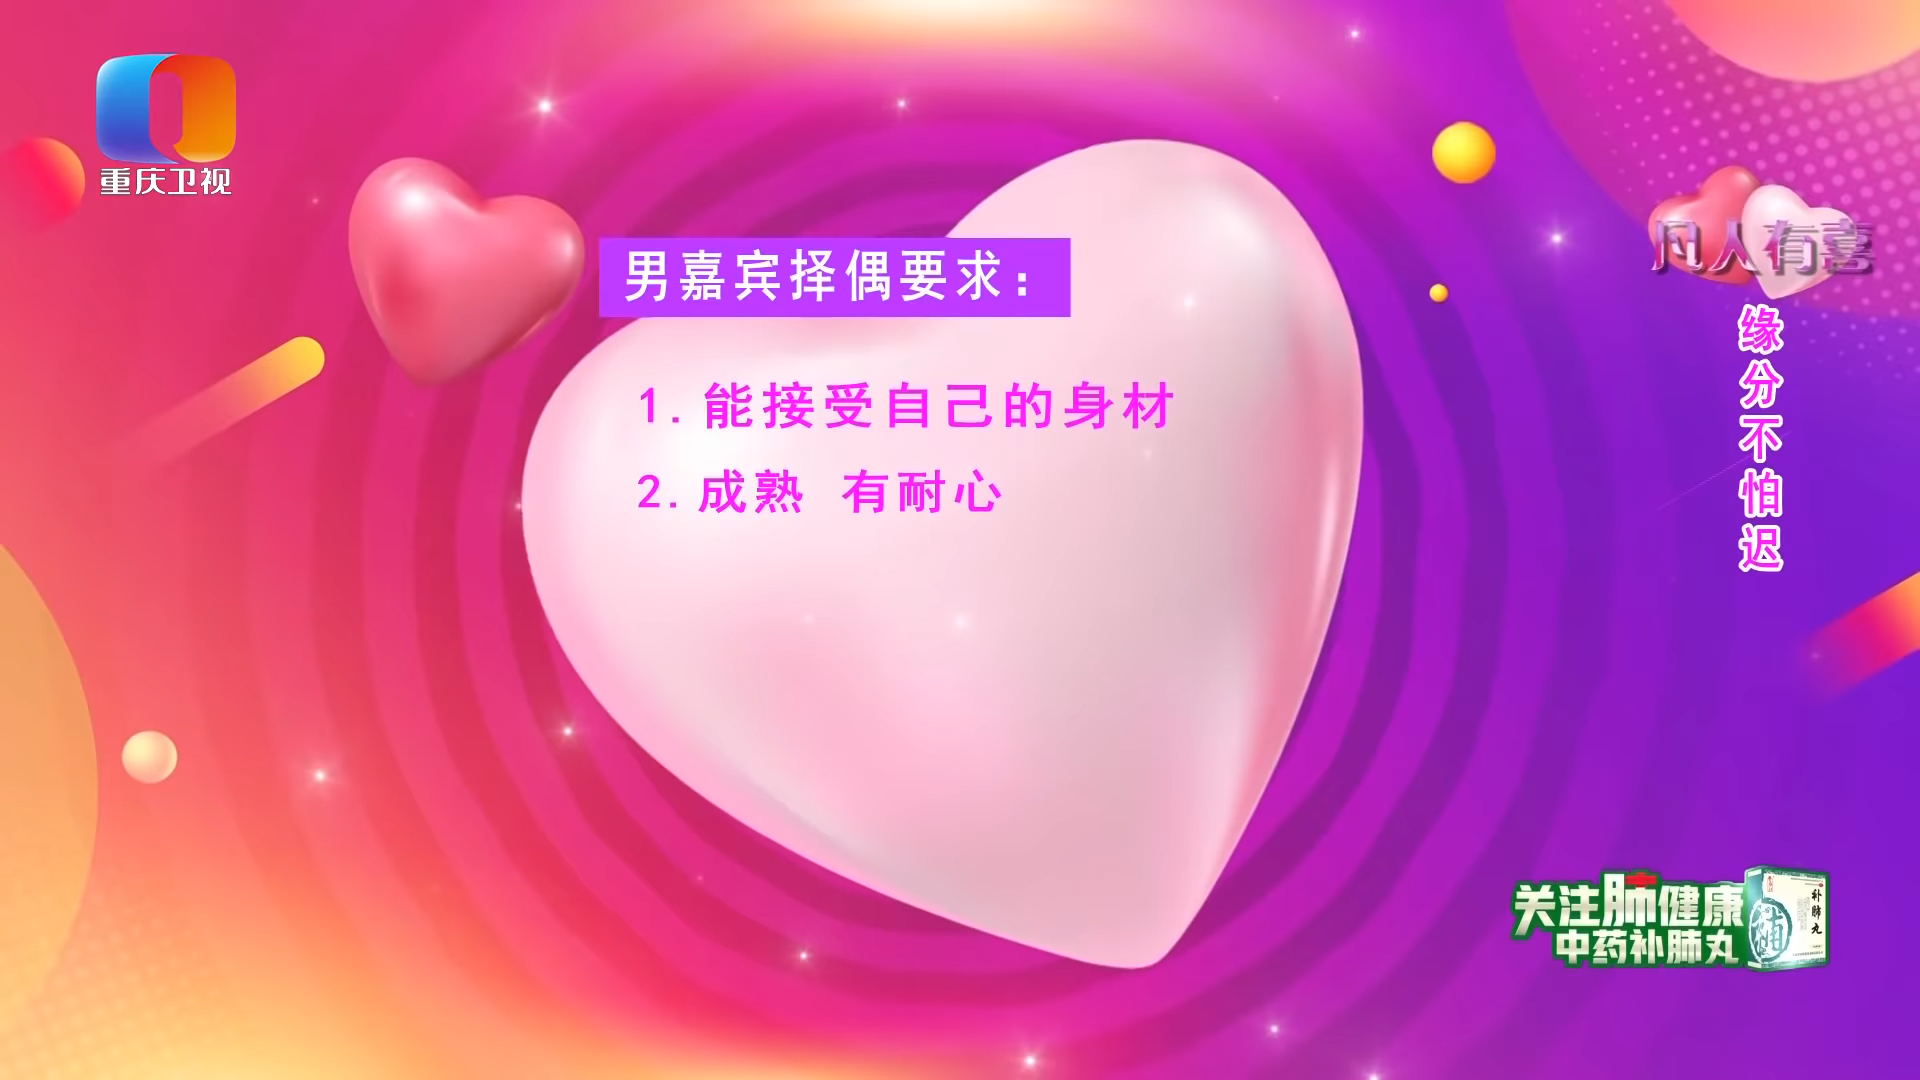 重庆卫视
男嘉宾择偶要求：
1.能接受自己的身材
2.成熟 有耐心
凡人有喜
缘分不怕迟
关注肺健康
中药补肺丸
补肺丸